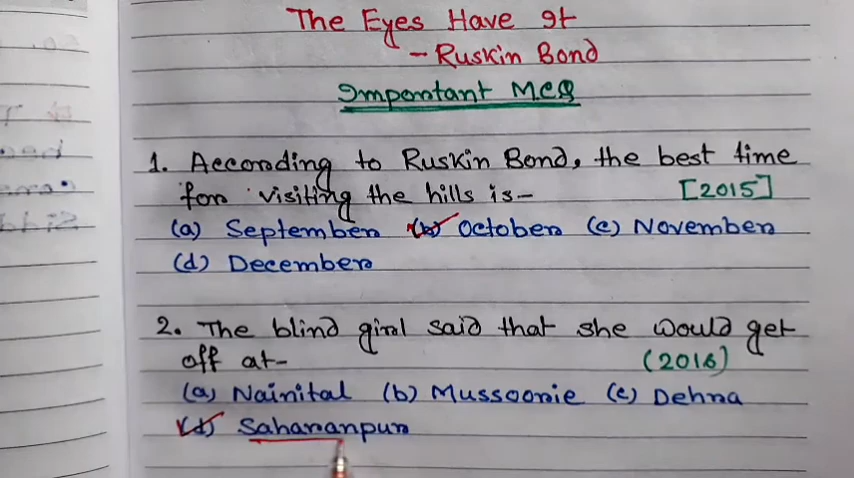 The Eyes Have It
- Ruskin Bond
Important M.C.Q
1. According to Ruskin Bond, the best time
for visiting the hills is-    [2015]
(a) September (b) October (c) November
(d) December
2. The blind girl said that she would get
off at-    (2016)
(a) Nainital (b) Mussoorie (c) Dehra
(d) Saharanpur